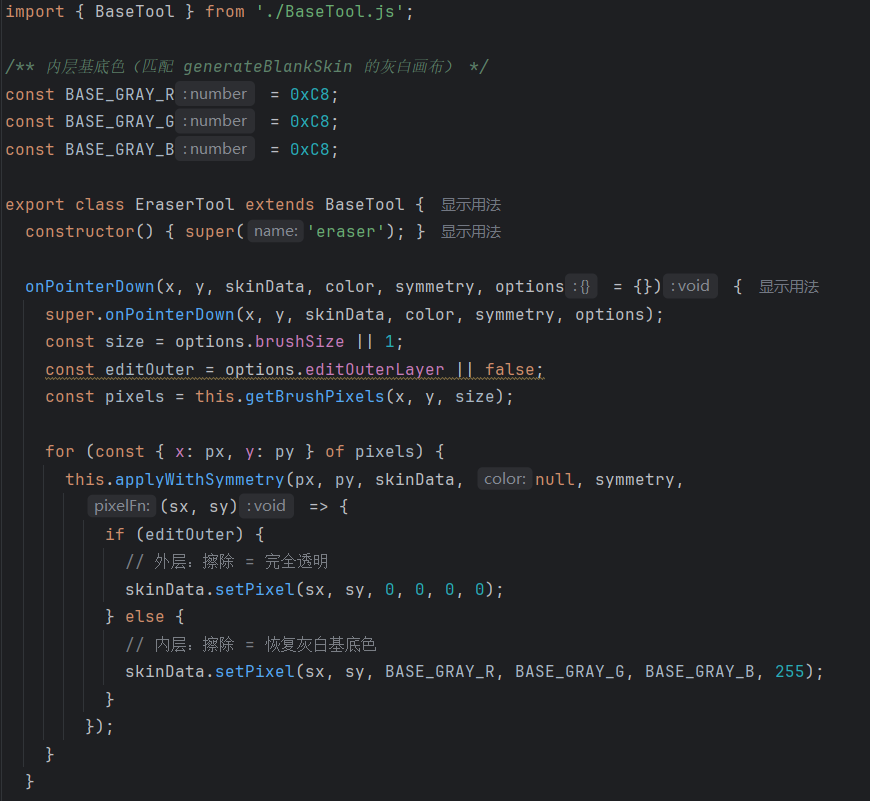 import { BaseTool } from './BaseTool.js';
/** 内层基底色（匹配 generateBlankSkin 的灰白画布） */
const BASE_GRAY_R : number = 0xC8;
const BASE_GRAY_G : number = 0xC8;
const BASE_GRAY_B : number = 0xC8;
export class EraserTool extends BaseTool { 显示用法
constructor() { super( name: 'eraser'); } 显示用法
onPointerDown(x, y, skinData, color, symmetry, options : {} = {}) : void { 显示用法
super.onPointerDown(x, y, skinData, color, symmetry, options);
const size = options.brushSize || 1;
const editOuter = options.editOuterLayer || false;
const pixels = this.getBrushPixels(x, y, size);
for (const { x: px, y: py } of pixels) {
this.applyWithSymmetry(px, py, skinData, color: null, symmetry,
pixelFn: (sx, sy) : void => {
if (editOuter) {
// 外层：擦除 = 完全透明
skinData.setPixel(sx, sy, 0, 0, 0, 0);
} else {
// 内层：擦除 = 恢复灰白基底色
skinData.setPixel(sx, sy, BASE_GRAY_R, BASE_GRAY_G, BASE_GRAY_B, 255);
}
});
}
}